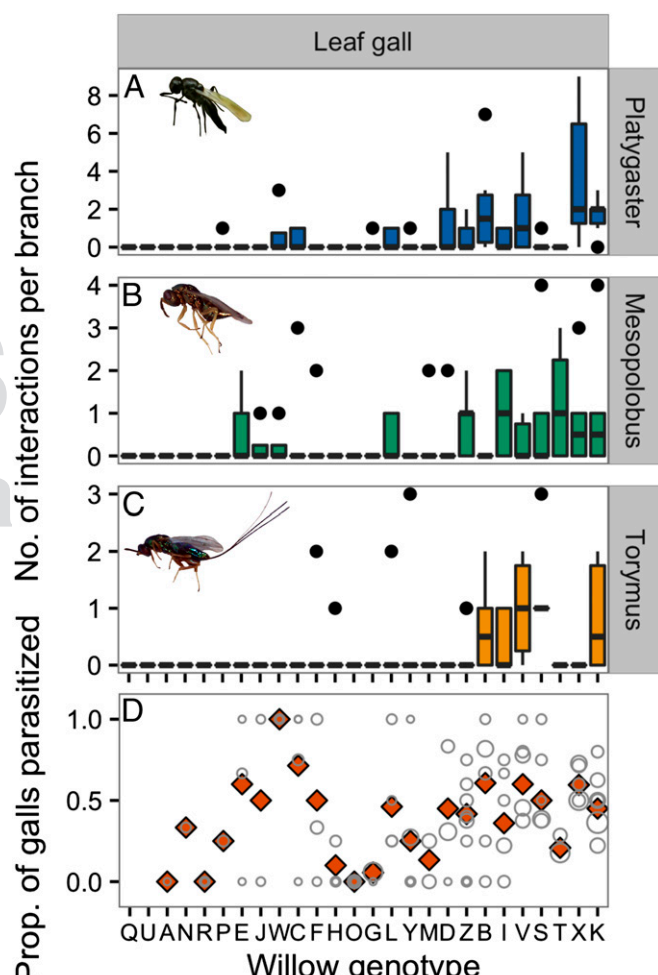 Leaf gall
A
8
6
4
2
0
Platygaster
B
4
3
2
1
0
Mesopolobus
C
3
2
1
0
Torymus
No. of interactions per branch
D
1.0
0.5
0.0
Prop. of galls parasitized
Q U A N R P E J W C F H O G L Y M D Z B I V S T X K
Willow genotype